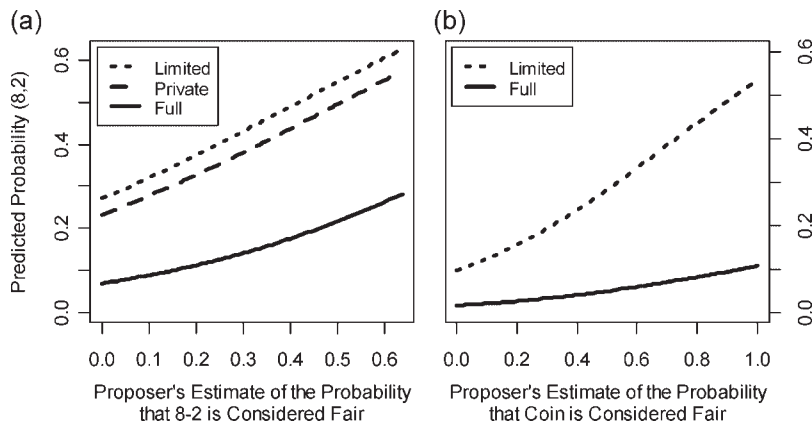 (a)
Predicted Probability (8,2)
0.0 0.2 0.4 0.6
Limited
Private
Full
0.0 0.1 0.2 0.3 0.4 0.5 0.6
Proposer's Estimate of the Probability
that 8-2 is Considered Fair
(b)
Limited
Full
0.0 0.2 0.4 0.6
0.0 0.2 0.4 0.6 0.8 1.0
Proposer's Estimate of the Probability
that Coin is Considered Fair